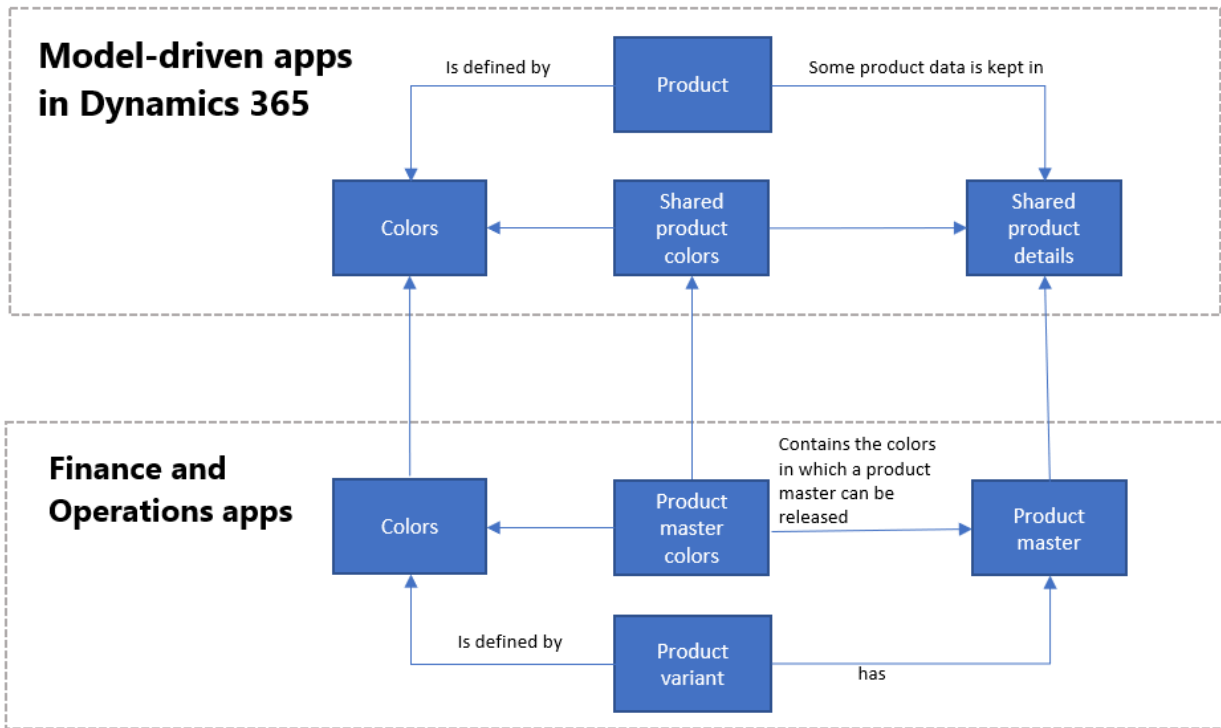 Model-driven apps
in Dynamics 365
Is defined by
Product
Some product data is kept in
Colors
Shared
product
colors
Shared
product
details
Finance and
Operations apps
Contains the colors
in which a product
master can be
released
Colors
Product
master
colors
Product
master
Is defined by
Product
variant
has